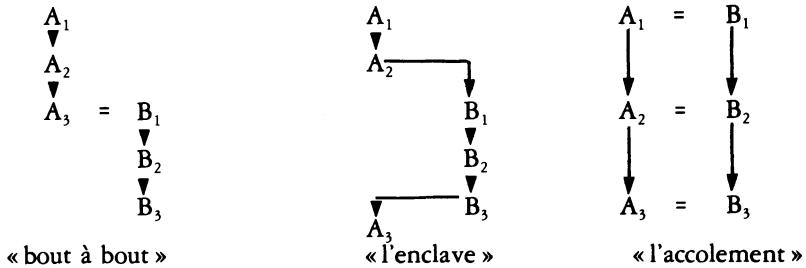 A₁ A₁ A₁ = B₁
A₂ A₂
A₃ = B₁ B₁ A₂ = B₂
B₂ B₂
B₃ B₃ A₃ = B₃
A₃
« bout à bout » « l'enclave » « l'accolement »